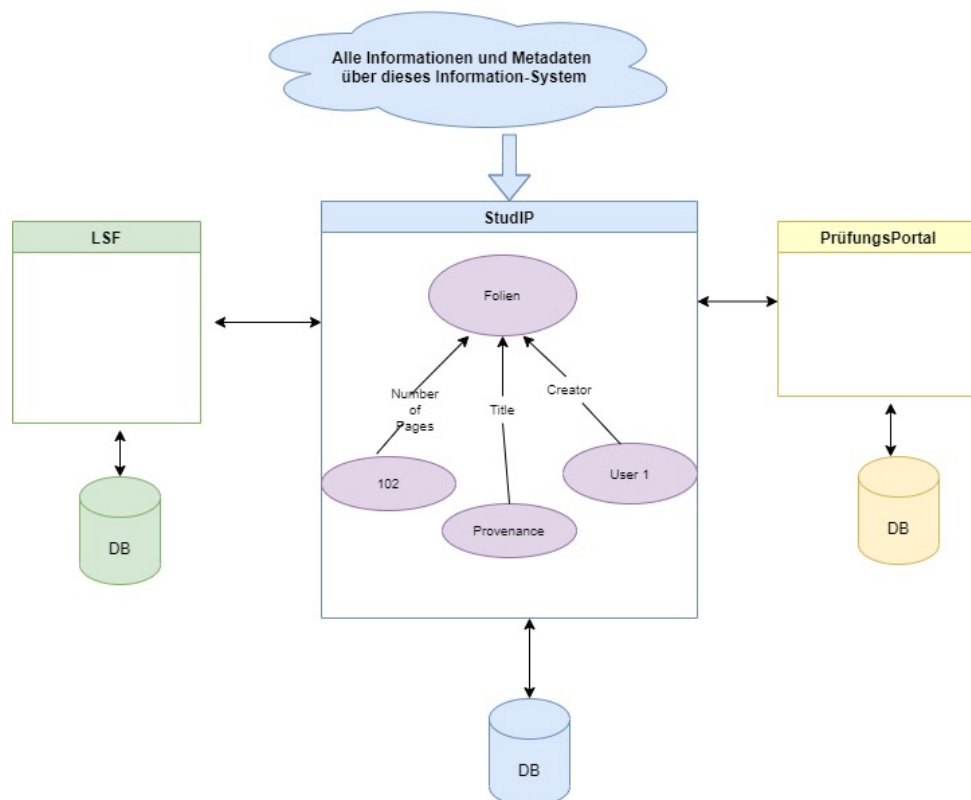 Alle Informationen und Metadaten
über dieses Information-System
LSF
StudIP
PrüfungsPortal
Folien
Number
of
Pages
Title
Creator
102
Provenance
User 1
DB
DB
DB